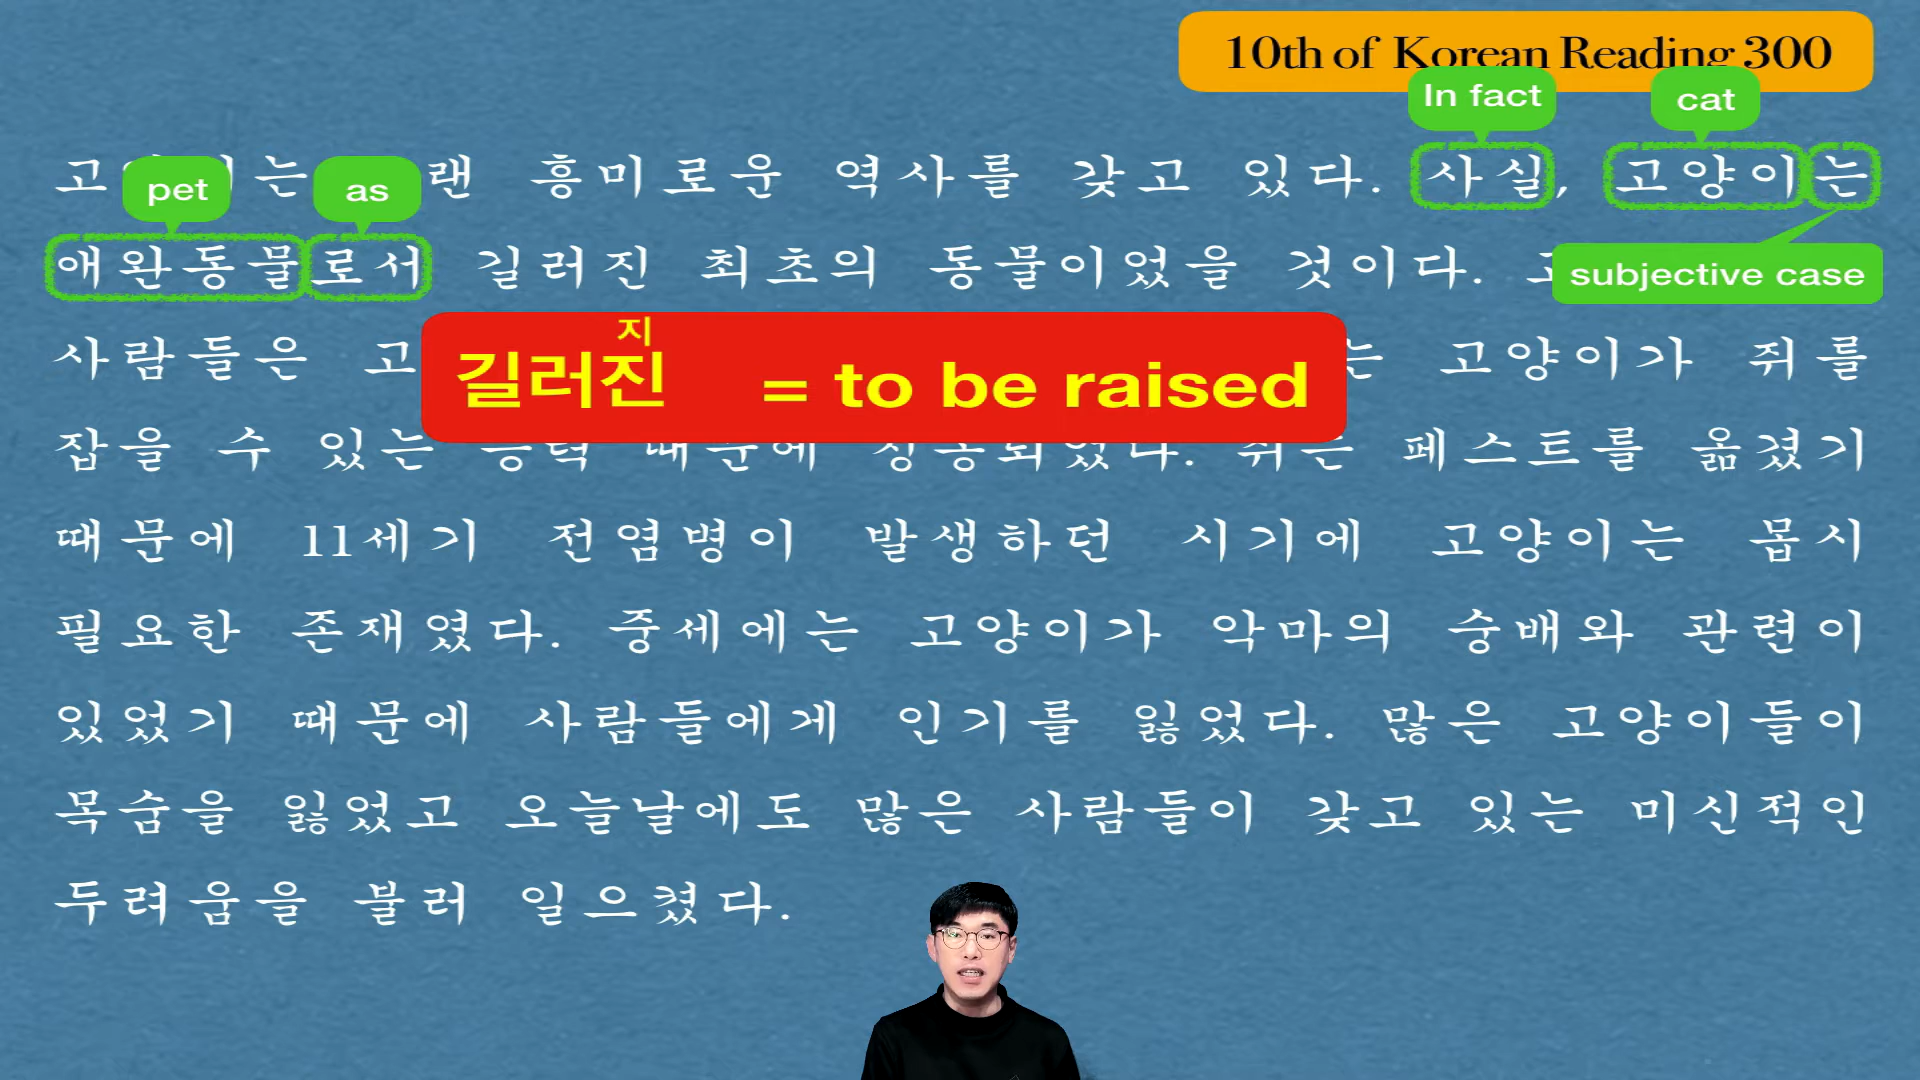 10th of Korean Reading 300
In fact
cat
는 랜 흥미로운 역사를 갖고 있다. 사실, 고양이는
pet
as
애완동물로서 길러진 최초의 동물이었을 것이다.
subjective case
사람들은 고 는 고양이가 쥐를
지
길러진 = to be raised
잡을 수 있는 능력 때문에 쥐는 페스트를 옮겼기
때문에 11세기 전염병이 발생하던 시기에 고양이는 몹시
필요한 존재였다. 중세에는 고양이가 악마의 숭배와 관련이
있었기 때문에 사람들에게 인기를 잃었다. 많은 고양이들이
목숨을 잃었고 오늘날에도 많은 사람들이 갖고 있는 미신적인
두려움을 불러 일으켰다.